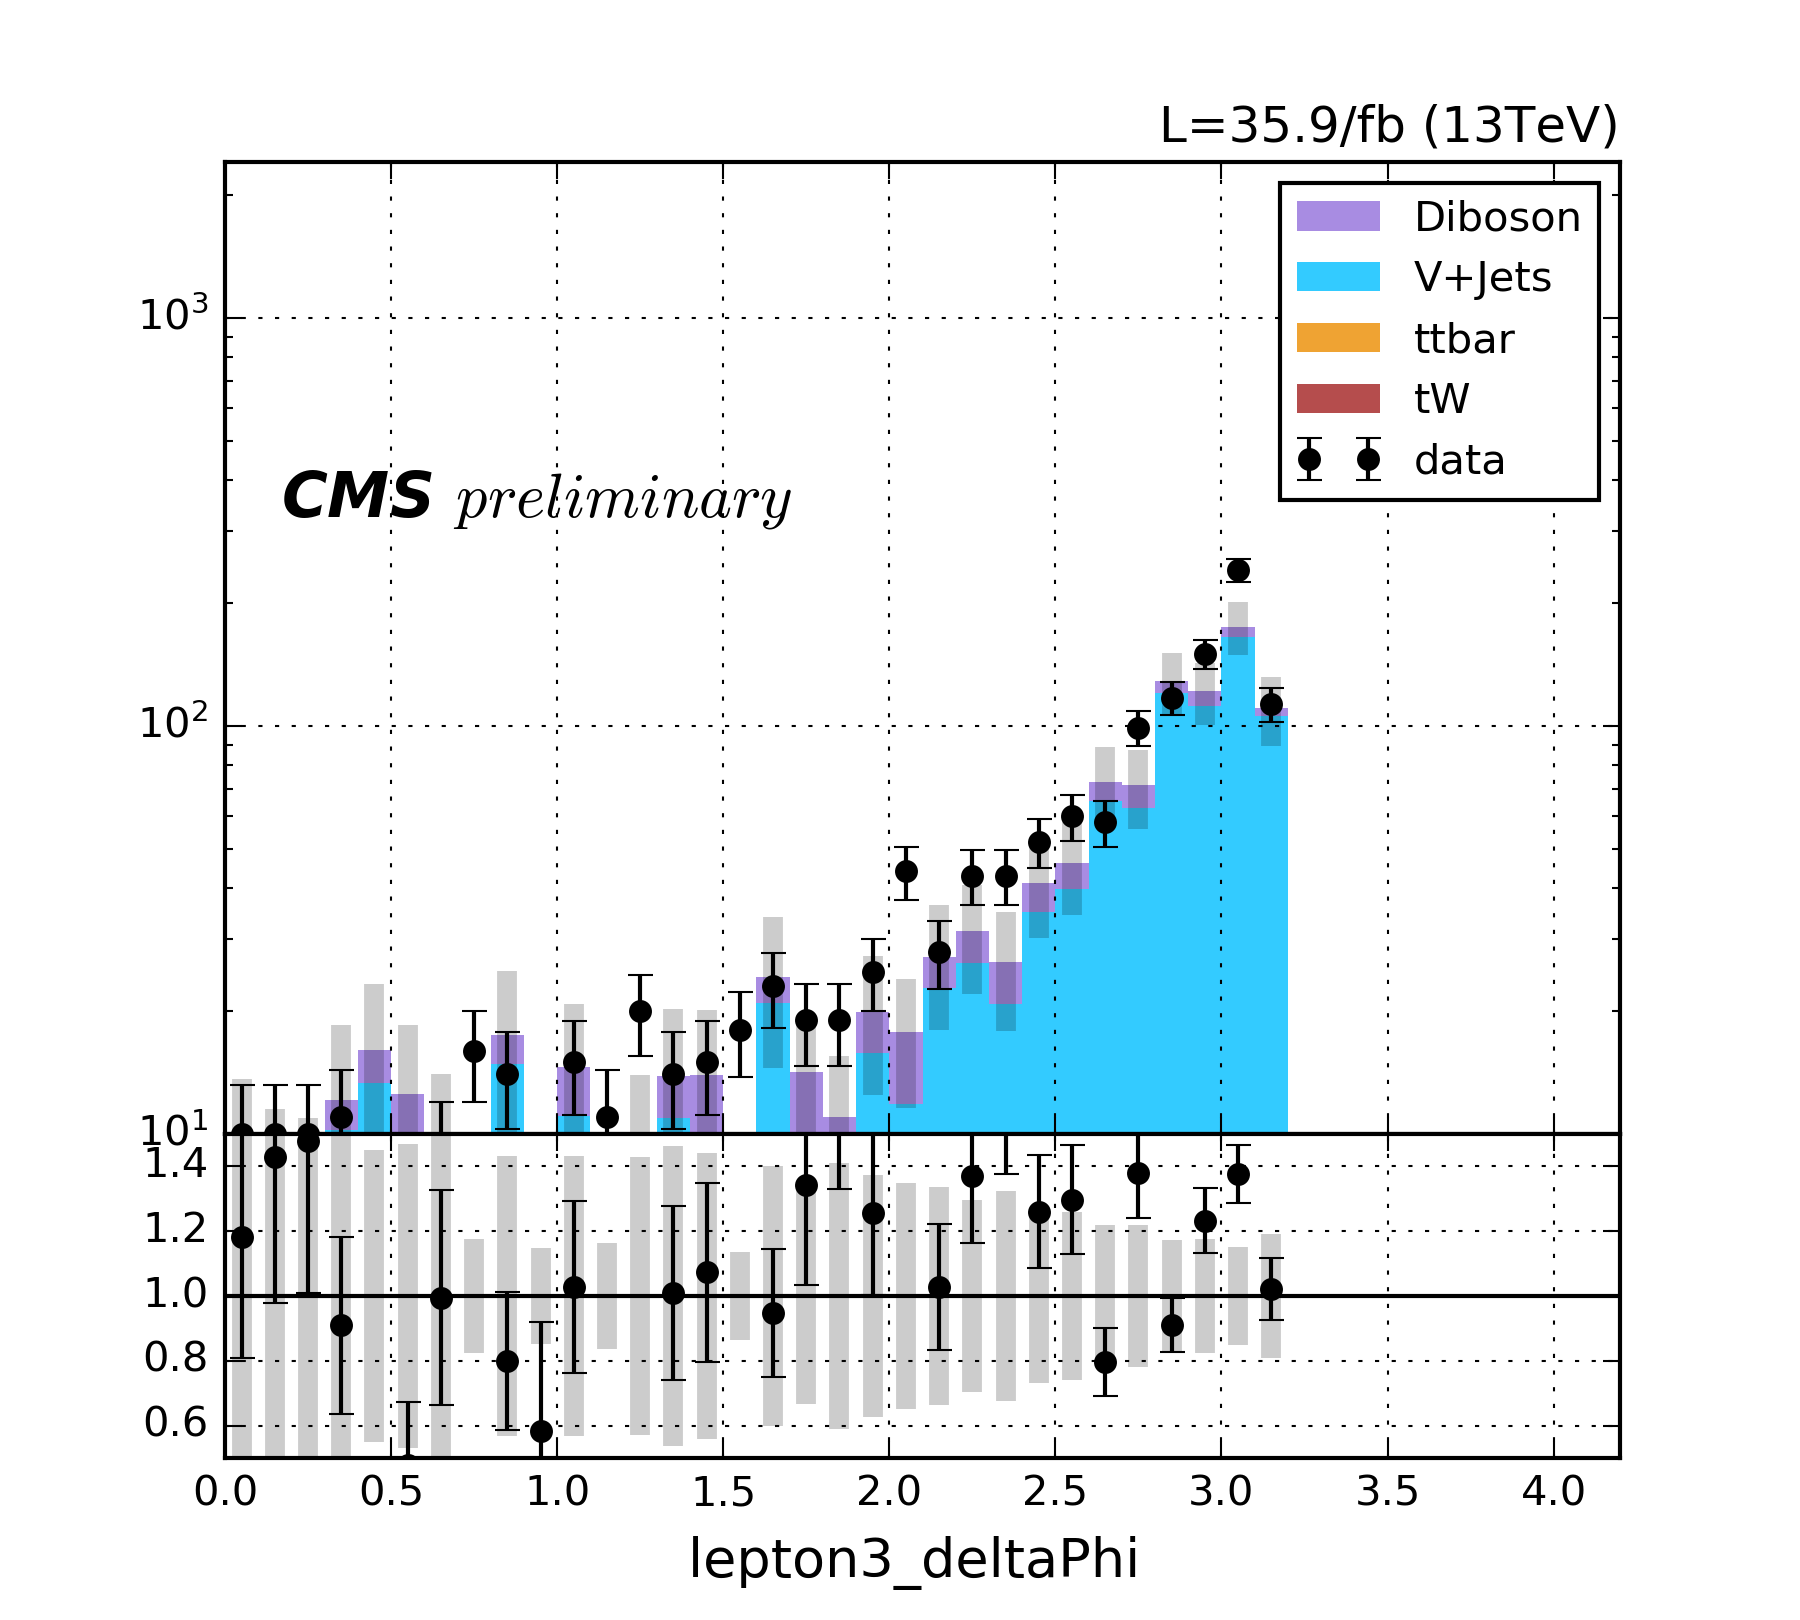 L=35.9/fb (13TeV)
Diboson
V+Jets
ttbar
tW
data
CMS preliminary
10³
10²
10¹
1.4
1.2
1.0
0.8
0.6
0.0 0.5 1.0 1.5 2.0 2.5 3.0 3.5 4.0
lepton3_deltaPhi